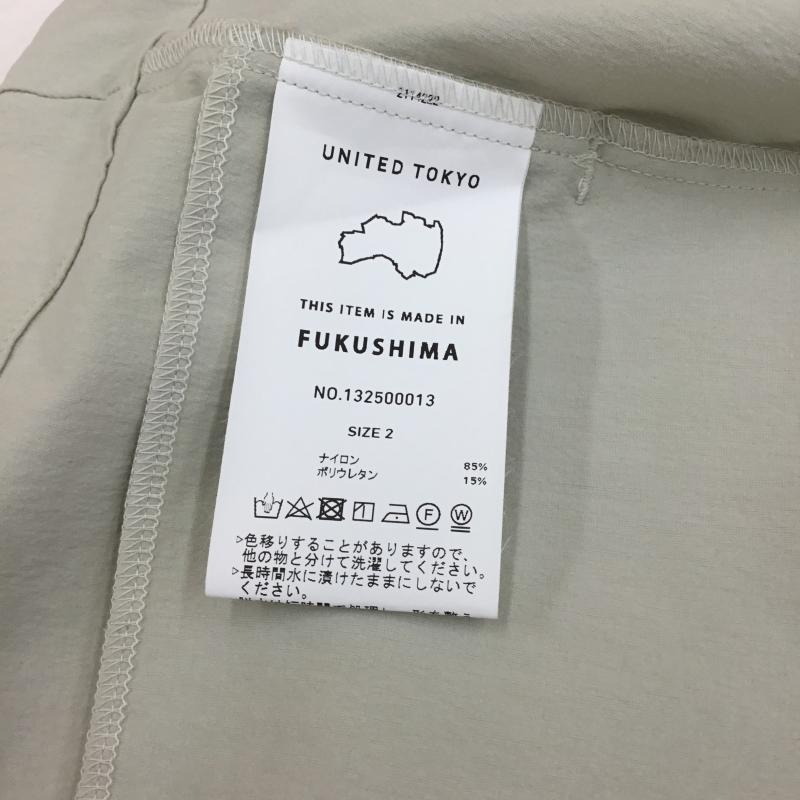 UNITED TOKYO
THIS ITEM IS MADE IN
FUKUSHIMA
NO.132500013
SIZE 2
ナイロン 85%
ポリウレタン 15%
F
W
>色移りすることがありますので、
他の物と分けて洗濯してください。
>長時間水に漬けたままにしないで
ください。